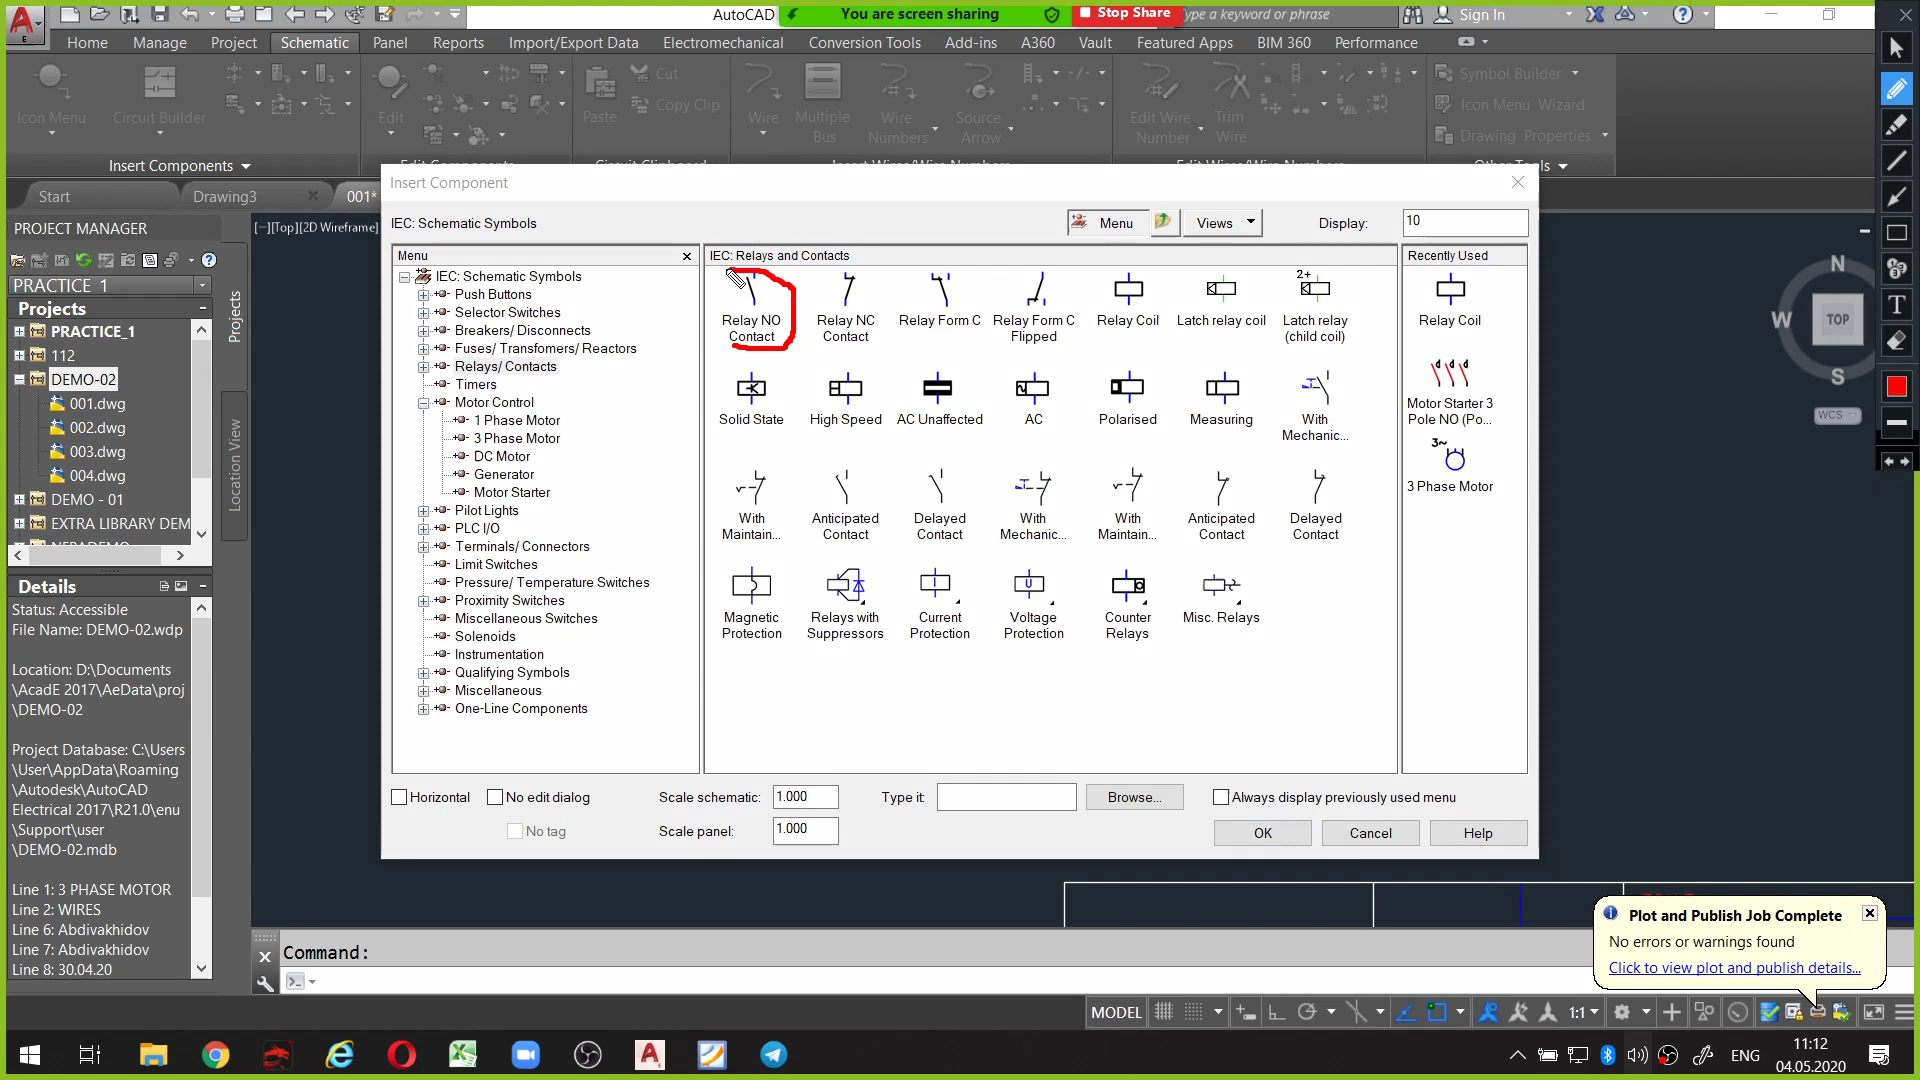 AutoCAD
You are screen sharing
Stop Share
Type a keyword or phrase
Sign In
Home
Manage
Project
Schematic
Panel
Reports
Import/Export Data
Electromechanical
Conversion Tools
Add-ins
A360
Vault
Featured Apps
BIM 360
Performance
Icon Menu
Circuit Builder
Edit
Paste
Cut
Copy Clip
Wire
Multiple
Bus
Wire
Numbers
Source
Arrow
Edit Wire
Number
Trim
Wire
Symbol Builder
Icon Menu Wizard
Drawing Properties
Insert Components
Other Tools
Start
Drawing3
001*
PROJECT MANAGER
PRACTICE_1
Projects
PRACTICE_1
112
DEMO-02
001.dwg
002.dwg
003.dwg
004.dwg
DEMO - 01
EXTRA LIBRARY DEM
Projects
Location View
Details
Status: Accessible
File Name: DEMO-02.wdp
Location: D:\Documents
\AcadE 2017\AeData\proj
\DEMO-02
Project Database: C:\Users
\User\AppData\Roaming
\Autodesk\AutoCAD
Electrical 2017\R21.0\enu
\Support\user
\DEMO-02.mdb
Line 1: 3 PHASE MOTOR
Line 2: WIRES
Line 6: Abdivakhidov
Line 7: Abdivakhidov
Line 8: 30.04.20
[−][Top][2D Wireframe]
Insert Component
IEC: Schematic Symbols
Menu
Views
Display:
10
Menu
IEC: Schematic Symbols
Push Buttons
Selector Switches
Breakers/ Disconnects
Fuses/ Transfomers/ Reactors
Relays/ Contacts
Timers
Motor Control
1 Phase Motor
3 Phase Motor
DC Motor
Generator
Motor Starter
Pilot Lights
PLC I/O
Terminals/ Connectors
Limit Switches
Pressure/ Temperature Switches
Proximity Switches
Miscellaneous Switches
Solenoids
Instrumentation
Qualifying Symbols
Miscellaneous
One-Line Components
IEC: Relays and Contacts
Relay NO
Contact
Relay NC
Contact
Relay Form C
Relay Form C
Flipped
Relay Coil
Latch relay coil
2+
Latch relay
(child coil)
Solid State
High Speed
AC Unaffected
AC
Polarised
Measuring
With
Mechanic...
With
Maintain...
Anticipated
Contact
Delayed
Contact
With
Mechanic...
With
Maintain...
Anticipated
Contact
Delayed
Contact
Magnetic
Protection
Relays with
Suppressors
Current
Protection
U
Voltage
Protection
Counter
Relays
Misc. Relays
Recently Used
Relay Coil
Motor Starter 3
Pole NO (Po...
3~
3 Phase Motor
Horizontal
No edit dialog
No tag
Scale schematic:
1.000
Scale panel:
1.000
Type it:
Browse...
Always display previously used menu
OK
Cancel
Help
N
W
TOP
S
WCS
T
Command:
Plot and Publish Job Complete
No errors or warnings found
Click to view plot and publish details...
MODEL
1:1
ENG
11:12
04.05.2020